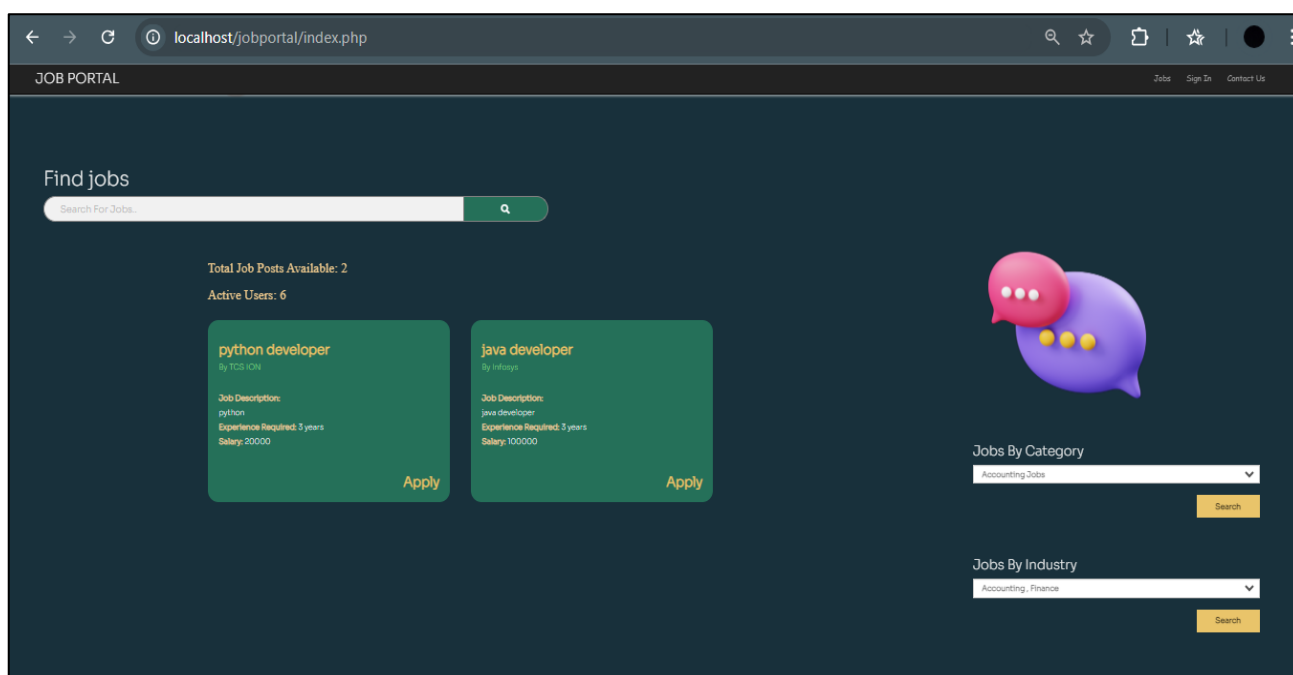 localhost/jobportal/index.php
JOB PORTAL
Jobs Sign In Contact Us
Find jobs
Search For Jobs..
Total Job Posts Available: 2
Active Users: 6
python developer
By TCS ION
Job Description:
python
Experience Required: 3 years
Salary: 20000
Apply
java developer
By Infosys
Job Description:
java developer
Experience Required: 3 years
Salary: 100000
Apply
Jobs By Category
Accounting Jobs
Search
Jobs By Industry
Accounting , Finance
Search